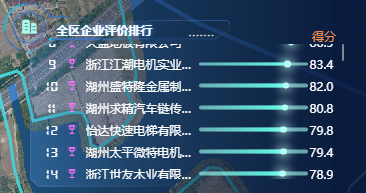 全区企业评价排行
得分
9 浙江江潮电机实业... 83.4
10 湖州盛特隆金属制... 82.0
11 湖州求精汽车链传... 80.8
12 怡达快速电梯有限... 79.8
13 湖州太平微特电机... 79.4
14 浙江世友木业有限... 78.9